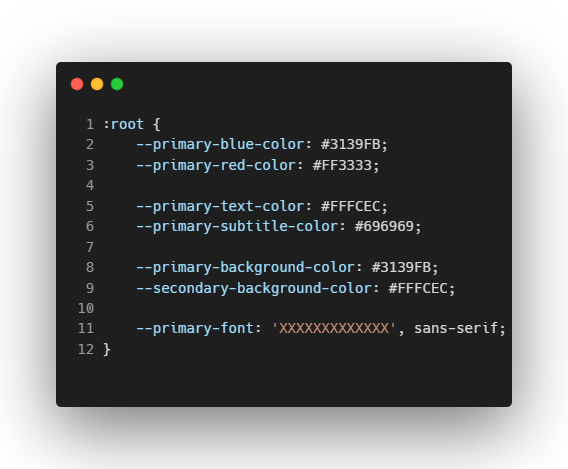 1 :root {
2     --primary-blue-color: #3139FB;
3     --primary-red-color: #FF3333;
4
5     --primary-text-color: #FFFCEC;
6     --primary-subtitle-color: #696969;
7
8     --primary-background-color: #3139FB;
9     --secondary-background-color: #FFFCEC;
10
11     --primary-font: 'XXXXXXXXXXXXX', sans-serif;
12 }